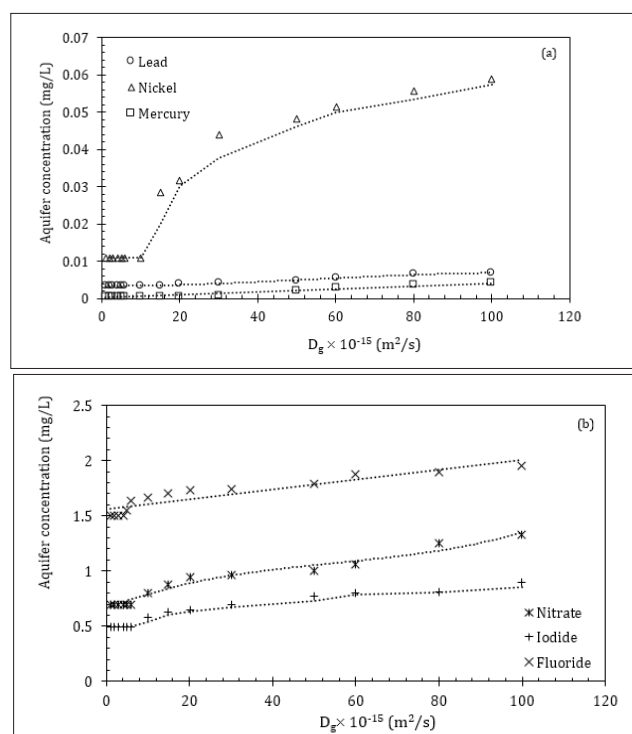 (a)
Lead
Nickel
Mercury
Aquifer concentration (mg/L)
0.07
0.06
0.05
0.04
0.03
0.02
0.01
0
0 20 40 60 80 100 120
D_g × 10⁻¹⁵ (m²/s)
(b)
Aquifer concentration (mg/L)
2.5
2
1.5
1
0.5
0
Nitrate
Iodide
Fluoride
0 20 40 60 80 100 120
D_g × 10⁻¹⁵ (m²/s)